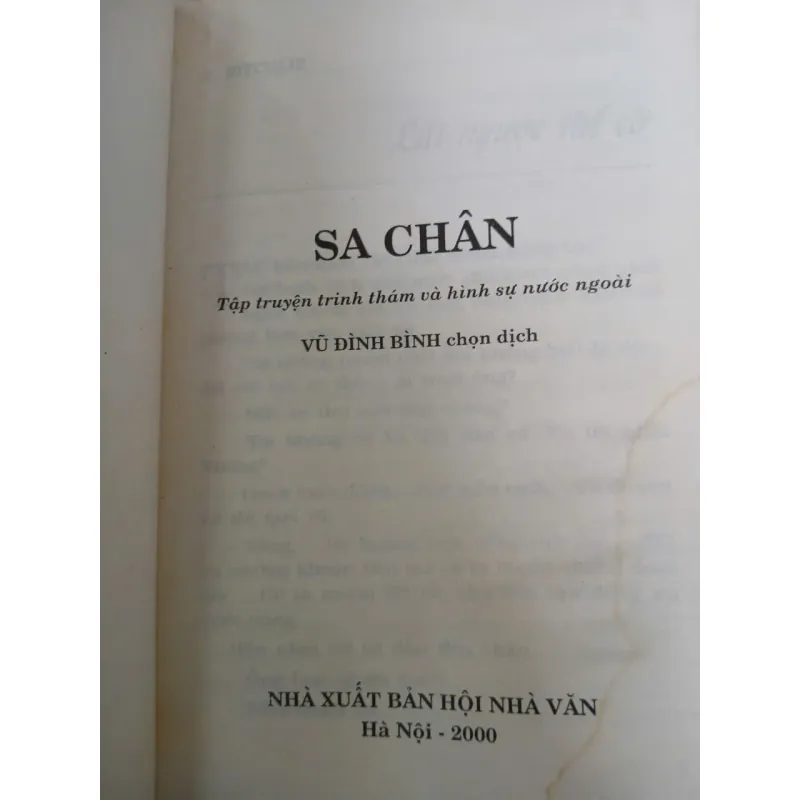 SA CHÂN
Tập truyện trinh thám và hình sự nước ngoài
VŨ ĐÌNH BÌNH chọn dịch
NHÀ XUẤT BẢN HỘI NHÀ VĂN
Hà Nội - 2000